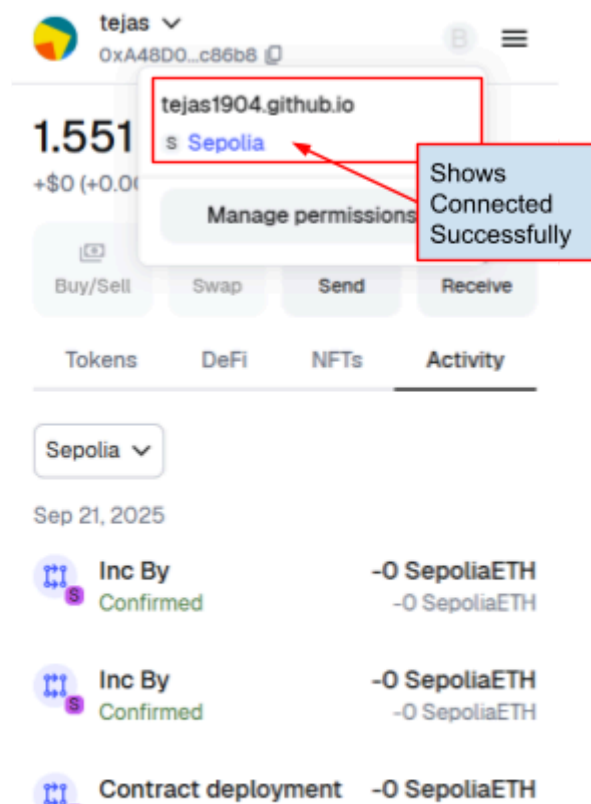 tejas
0xA48D0...c86b8
B
tejas1904.github.io
S Sepolia
1.551
+$0 (+0.00
Shows
Connected
Successfully
Manage permissions
Buy/Sell
Swap
Send
Receive
Tokens
DeFi
NFTs
Activity
Sepolia
Sep 21, 2025
Inc By
-0 SepoliaETH
S
Confirmed
-0 SepoliaETH
Inc By
-0 SepoliaETH
S
Confirmed
-0 SepoliaETH
Contract deployment
-0 SepoliaETH